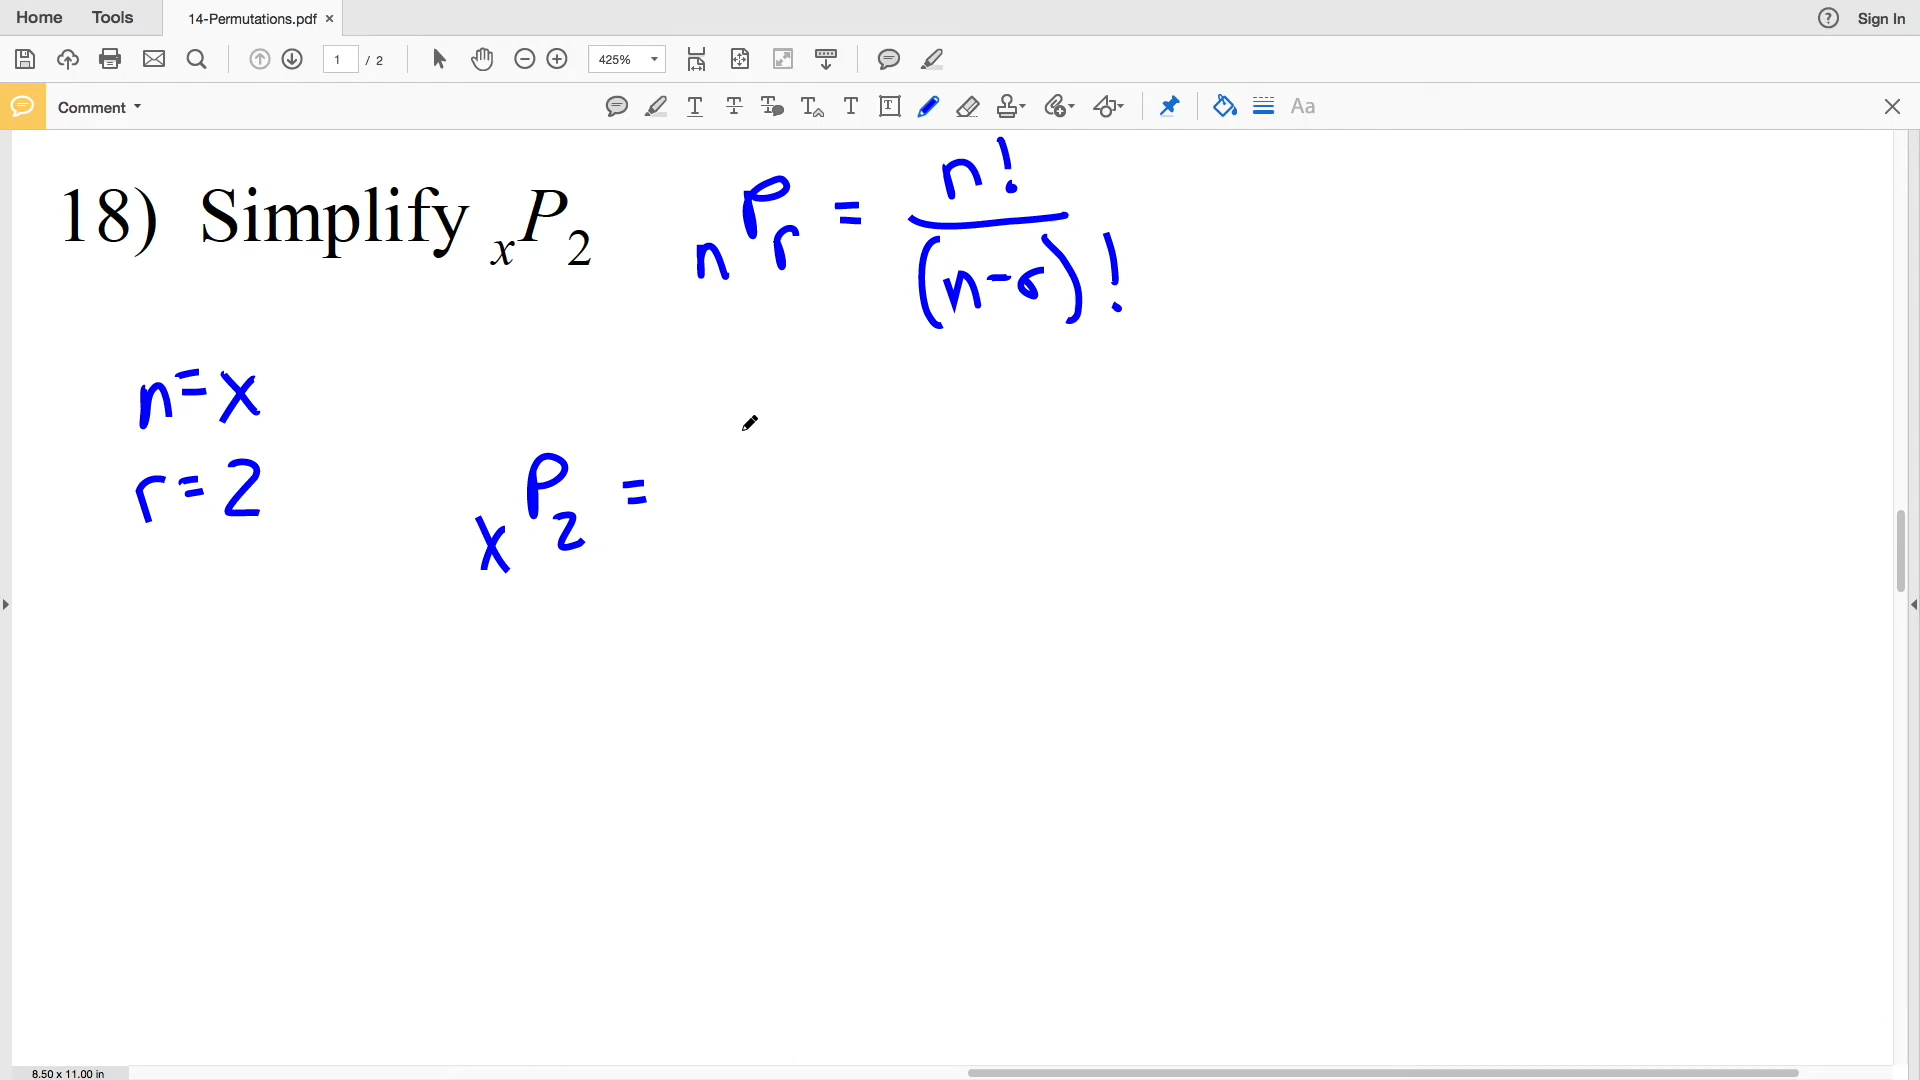 Home Tools 14-Permutations.pdf × ? Sign In
1 / 2 425%
Comment Aa
18) Simplify ₓP₂ nPr = n! / (n-r)!
n = x
r = 2
xP2 =
8.50 x 11.00 in